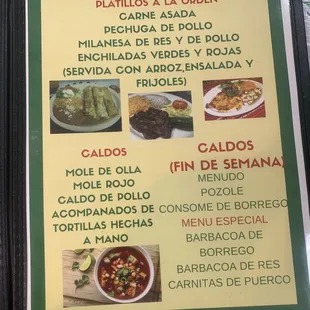 PLATILLOS A LA ORDEN
CARNE ASADA
PECHUGA DE POLLO
MILANESA DE RES Y DE POLLO
ENCHILADAS VERDES Y ROJAS
(SERVIDA CON ARROZ,ENSALADA Y
FRIJOLES)
CALDOS
MOLE DE OLLA
MOLE ROJO
CALDO DE POLLO
ACOMPANADOS DE
TORTILLAS HECHAS
A MANO
CALDOS
(FIN DE SEMANA)
MENUDO
POZOLE
CONSOME DE BORREGO
MENU ESPECIAL
BARBACOA DE
BORREGO
BARBACOA DE RES
CARNITAS DE PUERCO